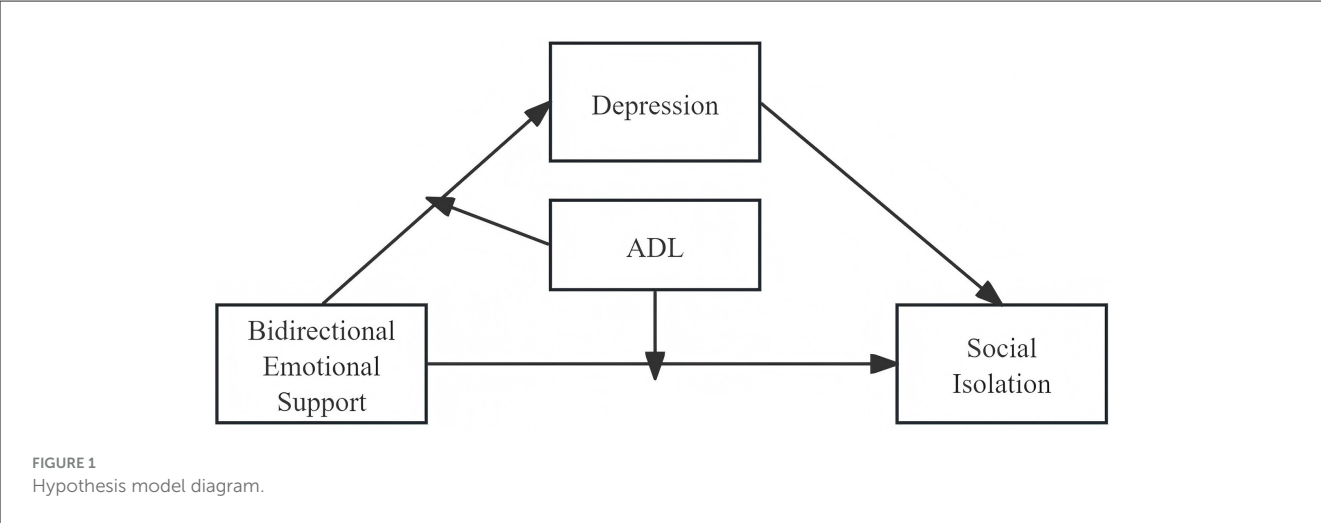 Depression
ADL
Bidirectional
Emotional
Support
Social
Isolation
FIGURE 1
Hypothesis model diagram.